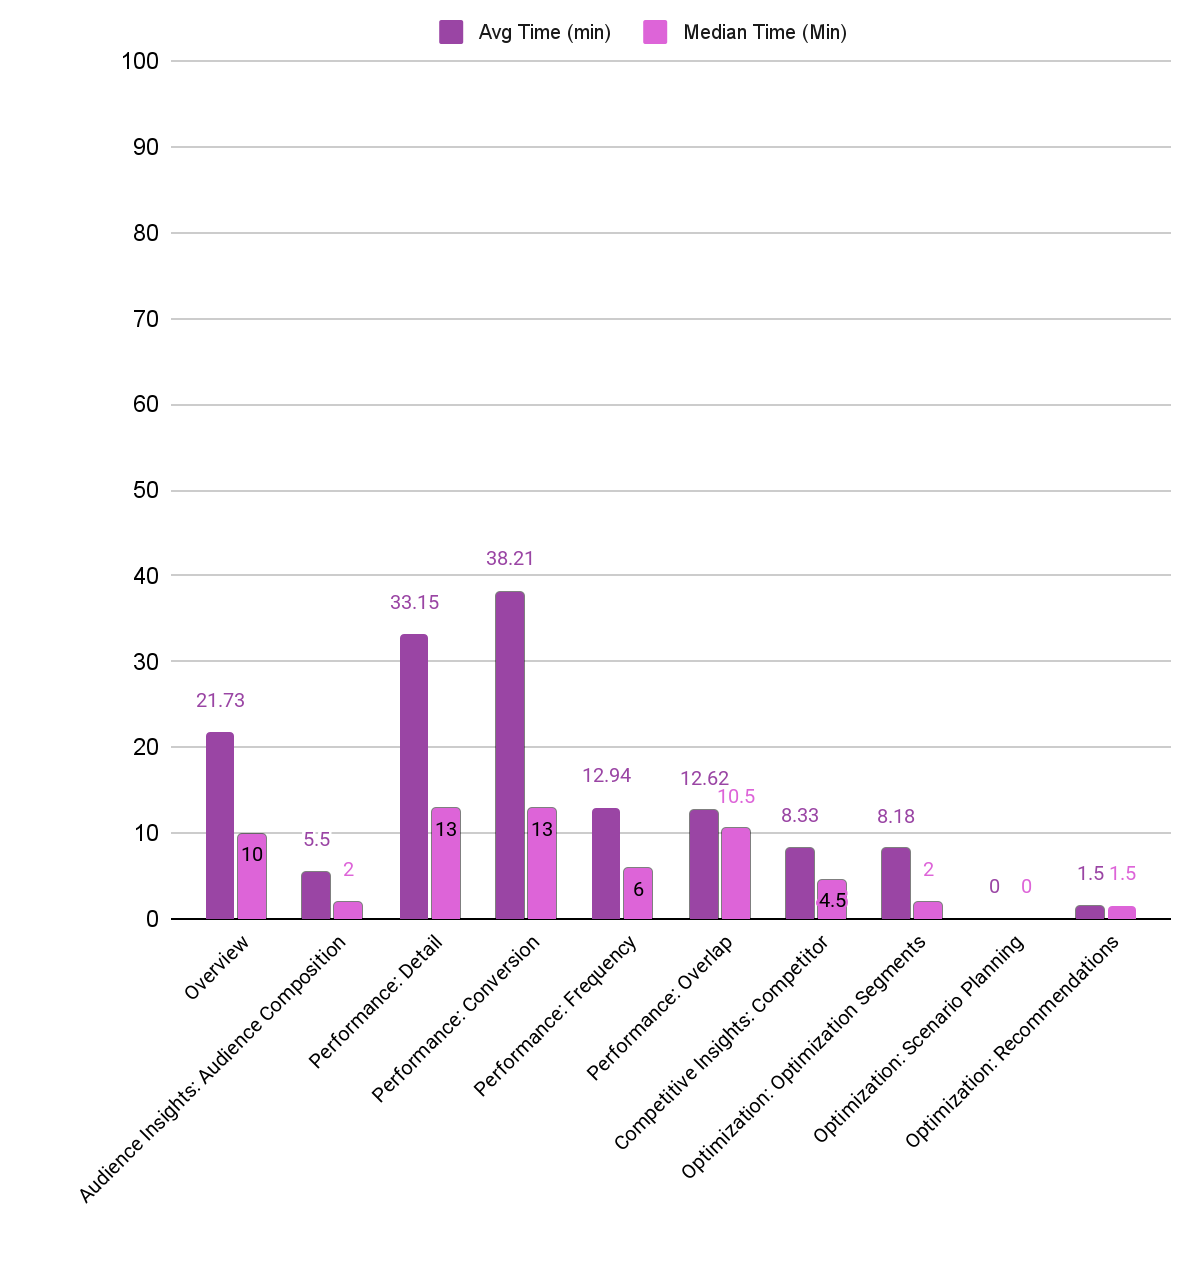 Avg Time (min) Median Time (Min)
100
90
80
70
60
50
40
30
20
10
0
38.21
33.15
21.73
12.94
12.62
10.5
8.33
8.18
13
13
5.5
10
2
2
1.5
1.5
0
0
6
4.5
Overview
Audience Insights: Audience Composition
Performance: Detail
Performance: Conversion
Performance: Frequency
Performance: Overlap
Competitive Insights: Competitor
Optimization: Optimization Segments
Optimization: Scenario Planning
Optimization: Recommendations